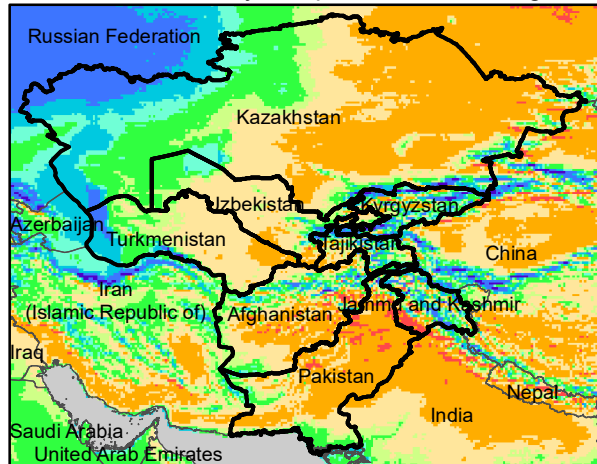 Russian Federation
Kazakhstan
Uzbekistan
Kyrgyzstan
Azerbaijan
Turkmenistan
Tajikistan
China
Iran
(Islamic Republic of)
Afghanistan
Jammu and Kashmir
Iraq
Pakistan
Nepal
India
Saudi Arabia
United Arab Emirates